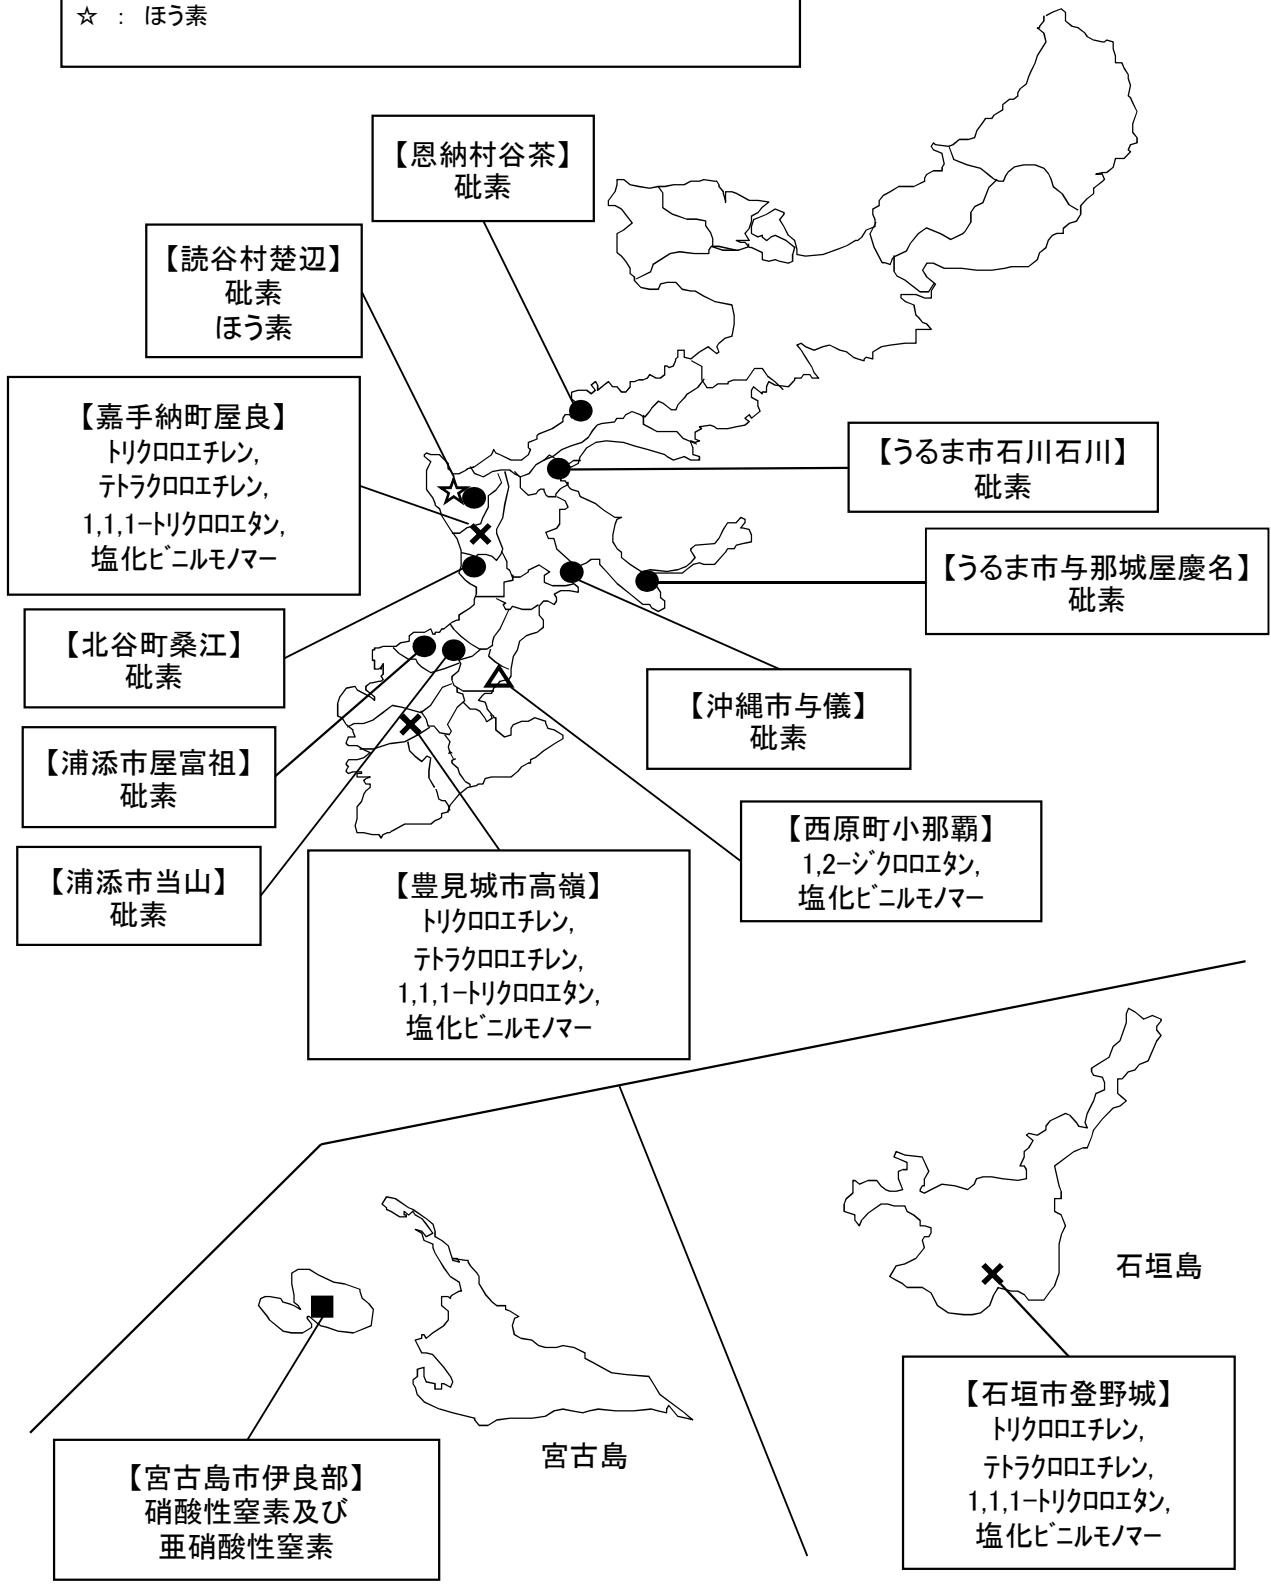 ☆ ： ほう素
【恩納村谷茶】
砒素
【読谷村楚辺】
砒素
ほう素
【嘉手納町屋良】
ﾄﾘｸﾛﾛｴﾁﾚﾝ,
ﾃﾄﾗｸﾛﾛｴﾁﾚﾝ,
1,1,1-ﾄﾘｸﾛﾛｴﾀﾝ,
塩化ﾋﾞﾆﾙﾓﾉﾏｰ
【うるま市石川石川】
砒素
【うるま市与那城屋慶名】
砒素
【北谷町桑江】
砒素
【沖縄市与儀】
砒素
【浦添市屋富祖】
砒素
【西原町小那覇】
1,2-ｼﾞｸﾛﾛｴﾀﾝ,
塩化ﾋﾞﾆﾙﾓﾉﾏｰ
【浦添市当山】
砒素
【豊見城市高嶺】
ﾄﾘｸﾛﾛｴﾁﾚﾝ,
ﾃﾄﾗｸﾛﾛｴﾁﾚﾝ,
1,1,1-ﾄﾘｸﾛﾛｴﾀﾝ,
塩化ﾋﾞﾆﾙﾓﾉﾏｰ
石垣島
【石垣市登野城】
ﾄﾘｸﾛﾛｴﾁﾚﾝ,
ﾃﾄﾗｸﾛﾛｴﾁﾚﾝ,
1,1,1-ﾄﾘｸﾛﾛｴﾀﾝ,
塩化ﾋﾞﾆﾙﾓﾉﾏｰ
宮古島
【宮古島市伊良部】
硝酸性窒素及び
亜硝酸性窒素